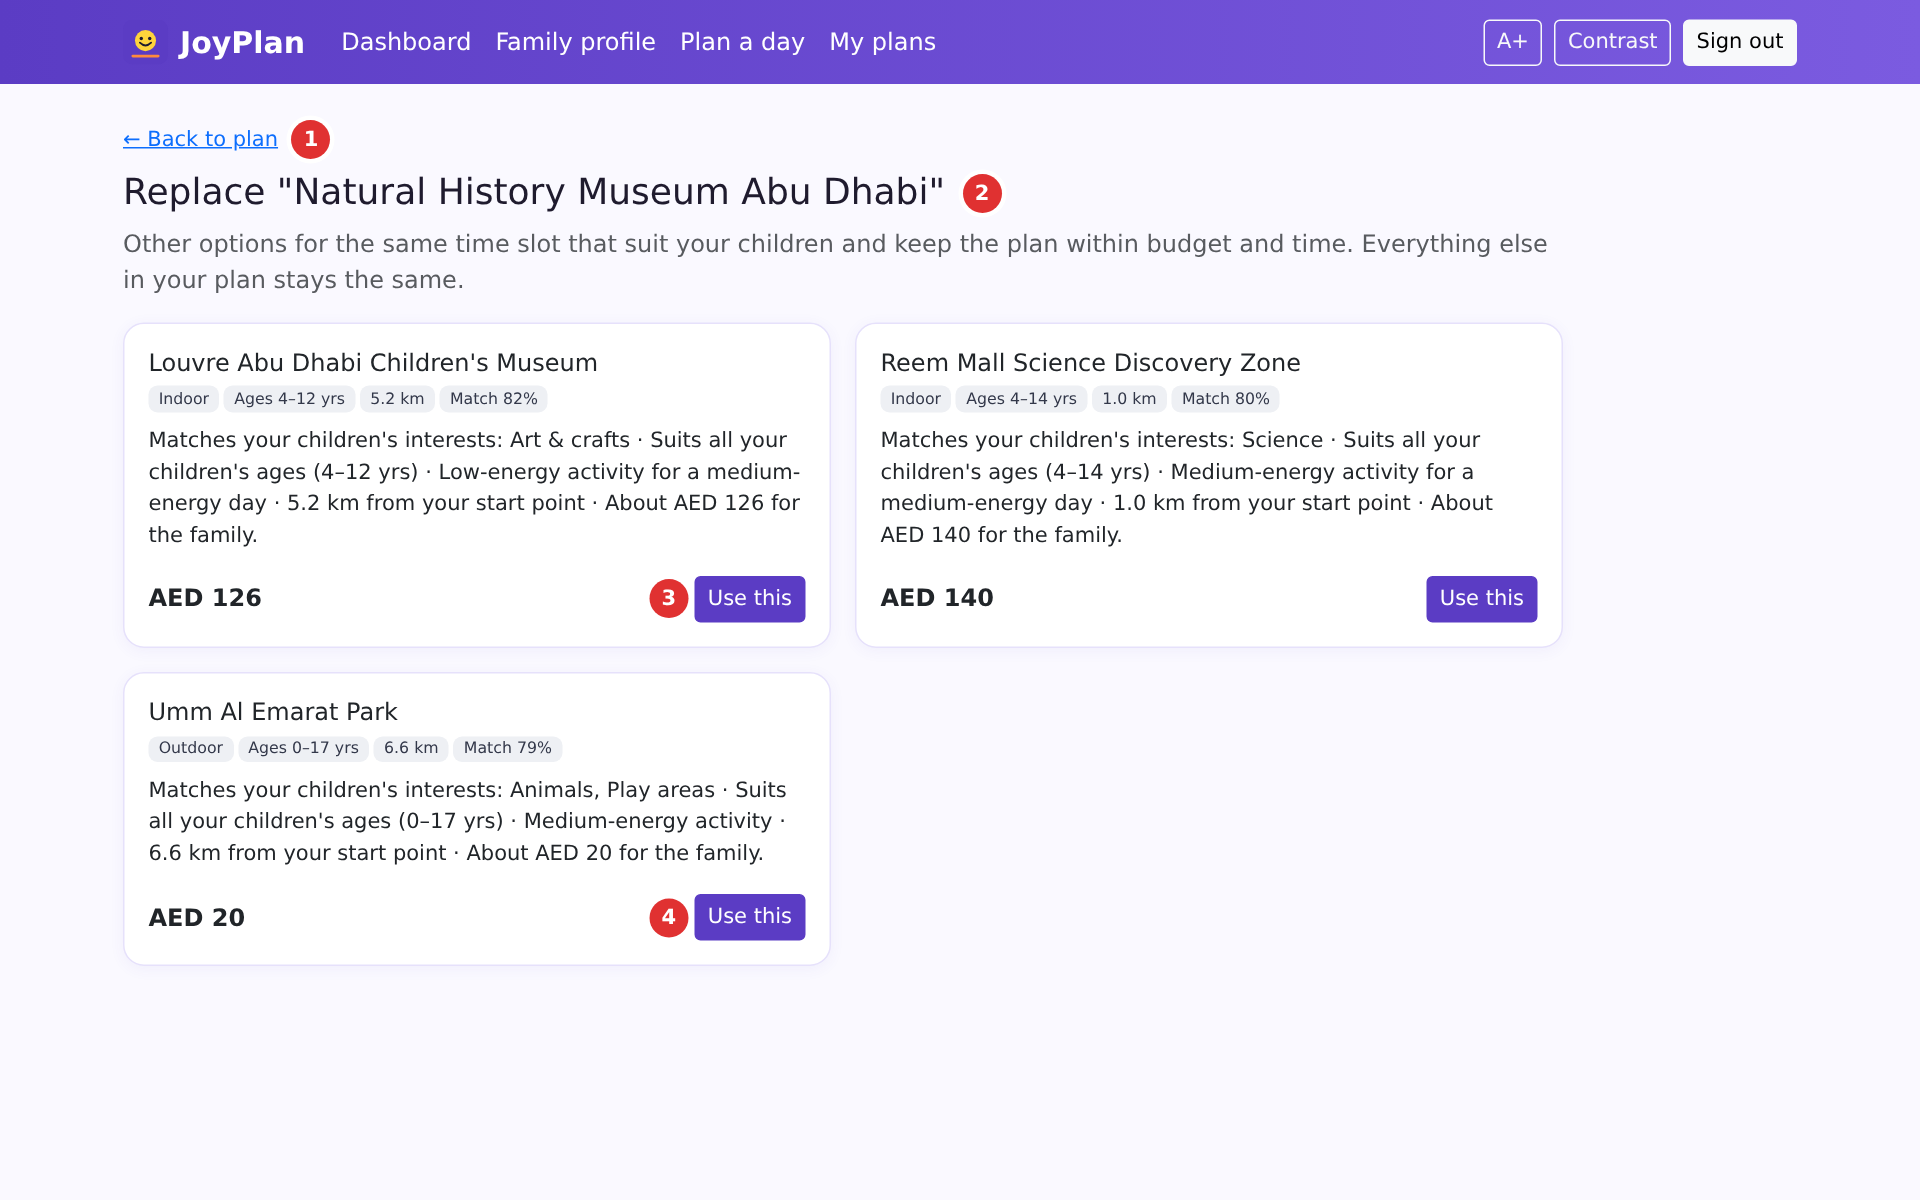 JoyPlan Dashboard Family profile Plan a day My plans A+ Contrast Sign out
← Back to plan 1
Replace "Natural History Museum Abu Dhabi" 2
Other options for the same time slot that suit your children and keep the plan within budget and time. Everything else
in your plan stays the same.
Louvre Abu Dhabi Children's Museum
Indoor Ages 4–12 yrs 5.2 km Match 82%
Matches your children's interests: Art & crafts · Suits all your
children's ages (4–12 yrs) · Low-energy activity for a medium-
energy day · 5.2 km from your start point · About AED 126 for
the family.
AED 126 3 Use this
Reem Mall Science Discovery Zone
Indoor Ages 4–14 yrs 1.0 km Match 80%
Matches your children's interests: Science · Suits all your
children's ages (4–14 yrs) · Medium-energy activity for a
medium-energy day · 1.0 km from your start point · About
AED 140 for the family.
AED 140 Use this
Umm Al Emarat Park
Outdoor Ages 0–17 yrs 6.6 km Match 79%
Matches your children's interests: Animals, Play areas · Suits
all your children's ages (0–17 yrs) · Medium-energy activity ·
6.6 km from your start point · About AED 20 for the family.
AED 20 4 Use this